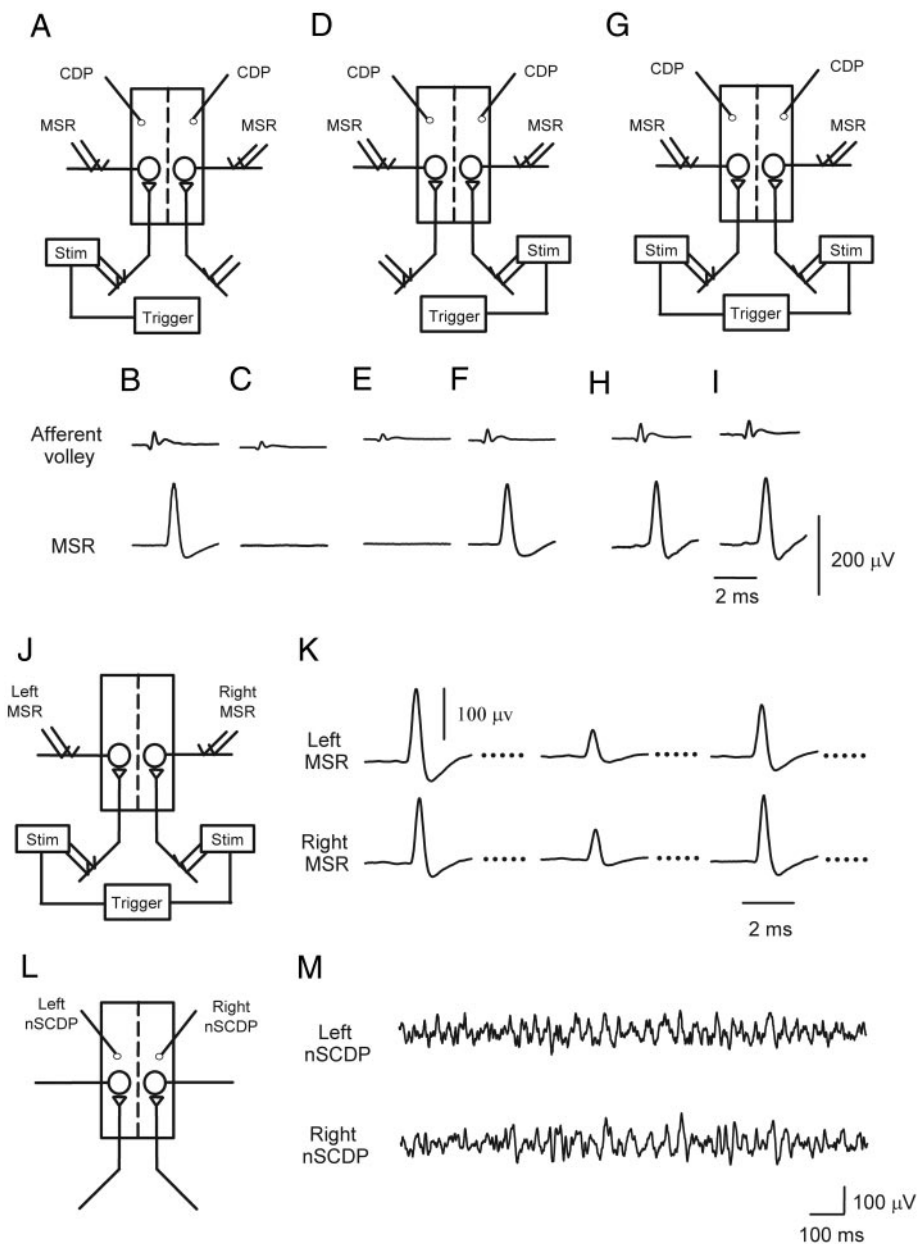 A D G
CDP CDP CDP CDP CDP CDP
MSR MSR MSR MSR MSR MSR
Stim Stim Stim Stim
Trigger Trigger Trigger
B C E F H I
Afferent
volley
MSR
200 μV
2 ms
J K
Left
MSR
Right
MSR
Stim Stim
Trigger
Left
MSR
100 μv
Right
MSR
2 ms
L M
Left
nSCDP
Right
nSCDP
Left
nSCDP
Right
nSCDP
100 μV
100 ms